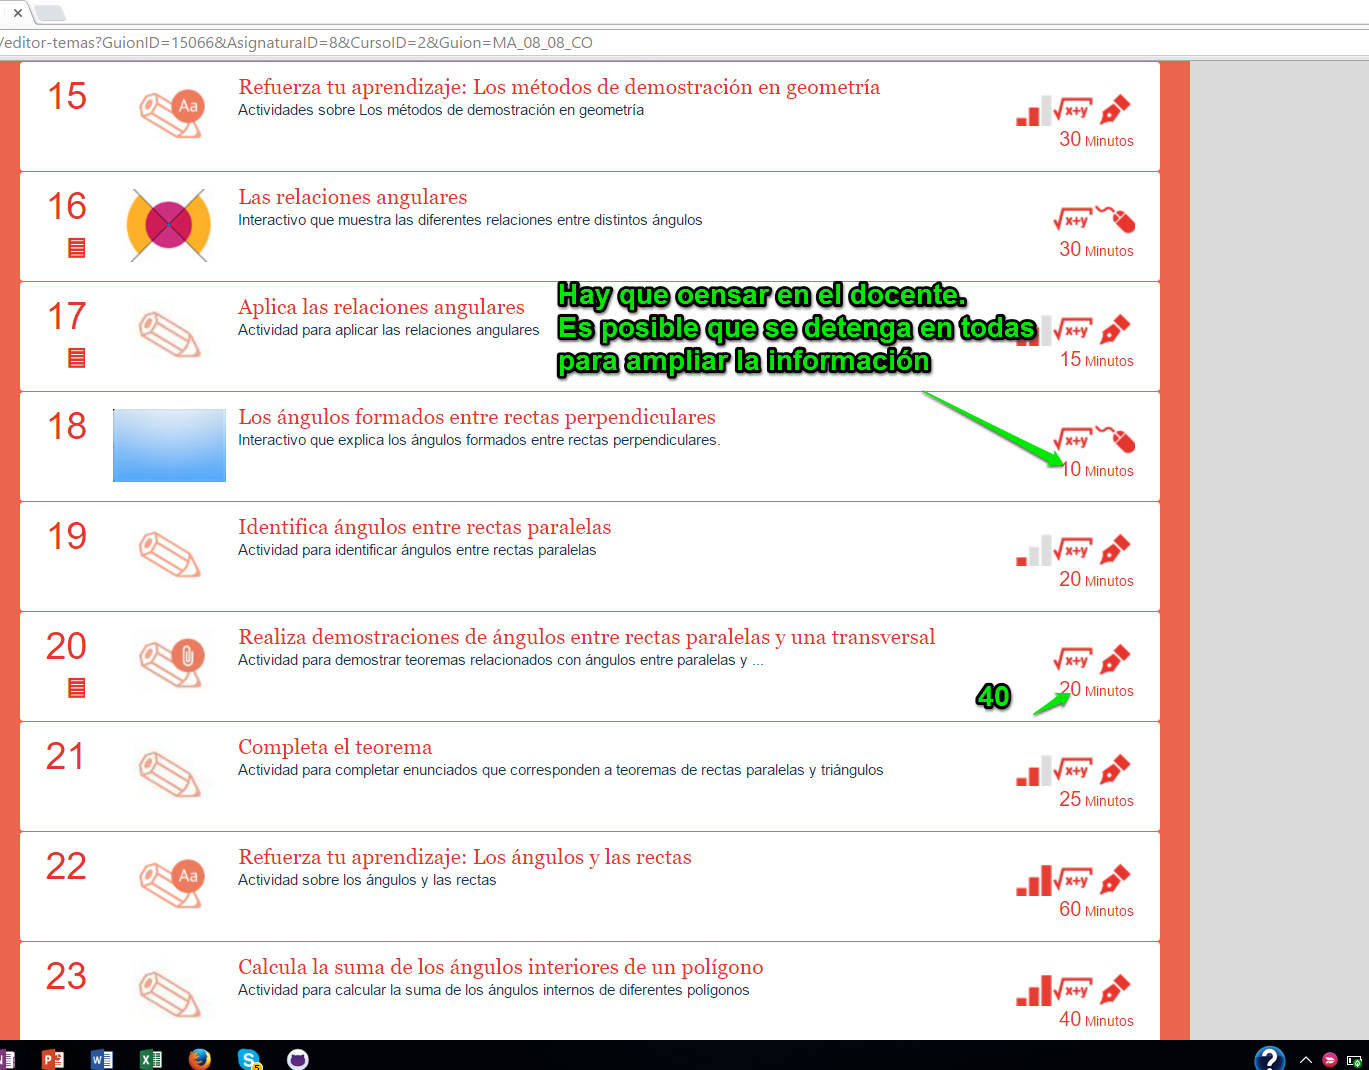 /editor-temas?GuionID=15066&AsignaturaID=8&CursoID=2&Guion=MA_08_08_CO
15
Aa
Refuerza tu aprendizaje: Los métodos de demostración en geometría
Actividades sobre Los métodos de demostración en geometría
√x+y
30 Minutos
16
Las relaciones angulares
Interactivo que muestra las diferentes relaciones entre distintos ángulos
√x+y
30 Minutos
17
Aplica las relaciones angulares
Actividad para aplicar las relaciones angulares
Hay que oensar en el docente.
Es posible que se detenga en todas
para ampliar la información
√x+y
15 Minutos
18
Los ángulos formados entre rectas perpendiculares
Interactivo que explica los ángulos formados entre rectas perpendiculares.
√x+y
10 Minutos
19
Identifica ángulos entre rectas paralelas
Actividad para identificar ángulos entre rectas paralelas
√x+y
20 Minutos
20
Realiza demostraciones de ángulos entre rectas paralelas y una transversal
Actividad para demostrar teoremas relacionados con ángulos entre paralelas y ...
√x+y
40
20 Minutos
21
Completa el teorema
Actividad para completar enunciados que corresponden a teoremas de rectas paralelas y triángulos
√x+y
25 Minutos
22
Aa
Refuerza tu aprendizaje: Los ángulos y las rectas
Actividad sobre los ángulos y las rectas
√x+y
60 Minutos
23
Calcula la suma de los ángulos interiores de un polígono
Actividad para calcular la suma de los ángulos internos de diferentes polígonos
√x+y
40 Minutos